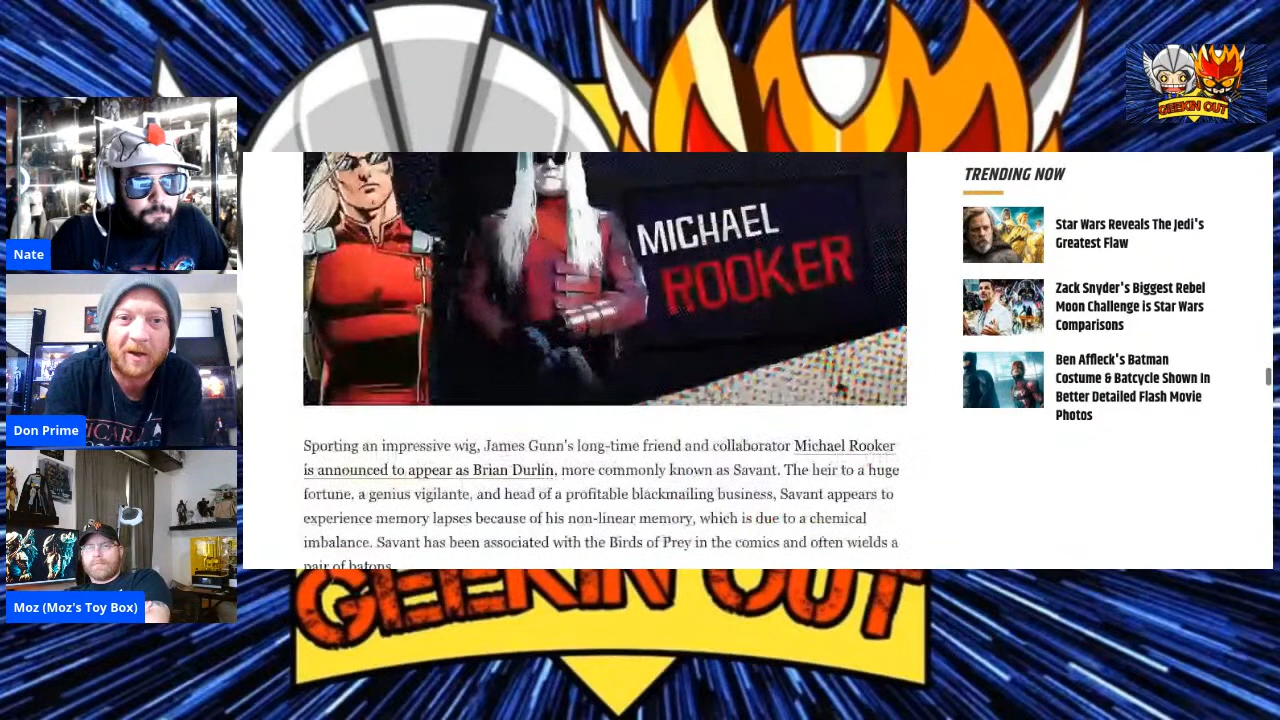 GEEKIN OUT
Nate
Don Prime
Moz (Moz's Toy Box)
MICHAEL
ROOKER
Sporting an impressive wig, James Gunn's long-time friend and collaborator Michael Rooker
is announced to appear as Brian Durlin, more commonly known as Savant. The heir to a huge
fortune, a genius vigilante, and head of a profitable blackmailing business, Savant appears to
experience memory lapses because of his non-linear memory, which is due to a chemical
imbalance. Savant has been associated with the Birds of Prey in the comics and often wields a
pair of batons.
TRENDING NOW
Star Wars Reveals The Jedi's
Greatest Flaw
Zack Snyder's Biggest Rebel
Moon Challenge is Star Wars
Comparisons
Ben Affleck's Batman
Costume & Batcycle Shown In
Better Detailed Flash Movie
Photos
GEEKIN OUT